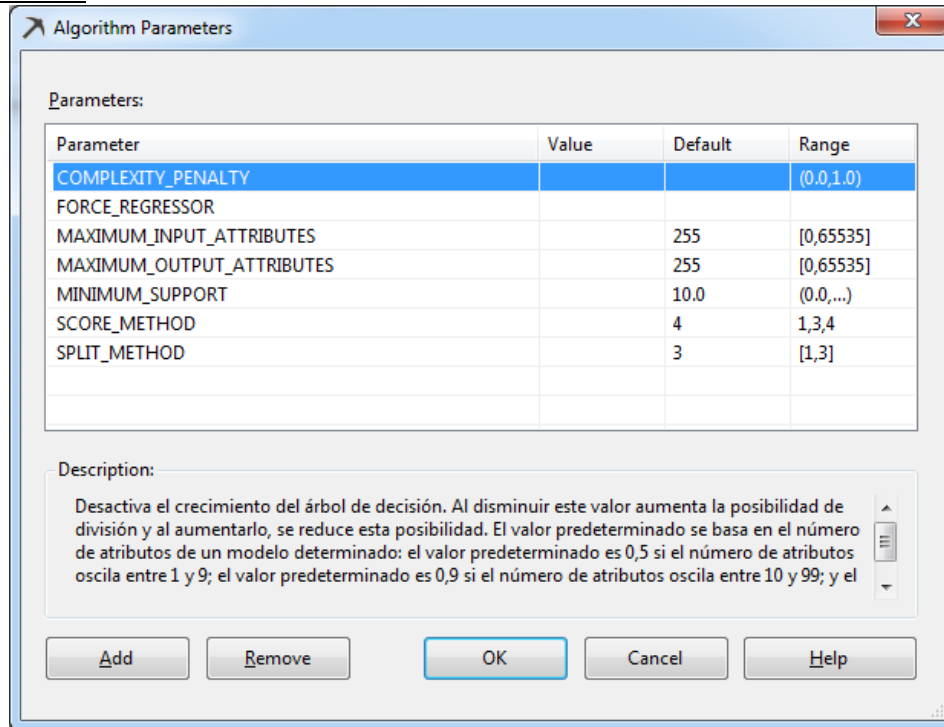 Algorithm Parameters
Parameters:
Parameter Value Default Range
COMPLEXITY_PENALTY (0.0,1.0)
FORCE_REGRESSOR
MAXIMUM_INPUT_ATTRIBUTES 255 [0,65535]
MAXIMUM_OUTPUT_ATTRIBUTES 255 [0,65535]
MINIMUM_SUPPORT 10.0 (0.0,...)
SCORE_METHOD 4 1,3,4
SPLIT_METHOD 3 [1,3]
Description:
Desactiva el crecimiento del árbol de decisión. Al disminuir este valor aumenta la posibilidad de
división y al aumentarlo, se reduce esta posibilidad. El valor predeterminado se basa en el número
de atributos de un modelo determinado: el valor predeterminado es 0,5 si el número de atributos
oscila entre 1 y 9; el valor predeterminado es 0,9 si el número de atributos oscila entre 10 y 99; y el
Add Remove OK Cancel Help